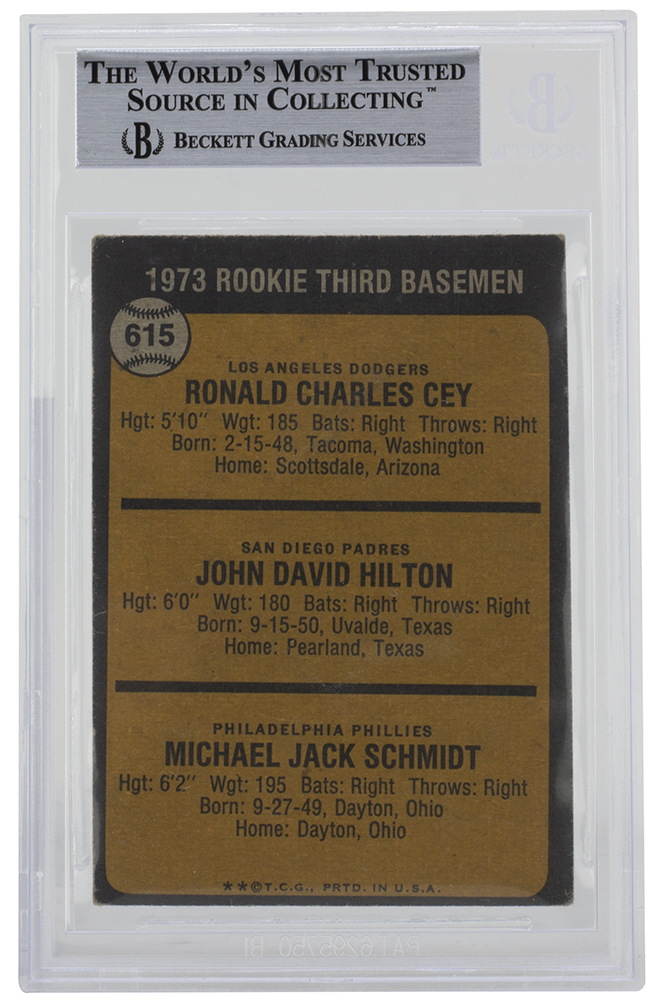 THE WORLD'S MOST TRUSTED
SOURCE IN COLLECTING™
B BECKETT GRADING SERVICES
1973 ROOKIE THIRD BASEMEN
615
LOS ANGELES DODGERS
RONALD CHARLES CEY
Hgt: 5'10" Wgt: 185 Bats: Right Throws: Right
Born: 2-15-48, Tacoma, Washington
Home: Scottsdale, Arizona
SAN DIEGO PADRES
JOHN DAVID HILTON
Hgt: 6'0" Wgt: 180 Bats: Right Throws: Right
Born: 9-15-50, Uvalde, Texas
Home: Pearland, Texas
PHILADELPHIA PHILLIES
MICHAEL JACK SCHMIDT
Hgt: 6'2" Wgt: 195 Bats: Right Throws: Right
Born: 9-27-49, Dayton, Ohio
Home: Dayton, Ohio
**©T.C.G., PRTD. IN U.S.A.